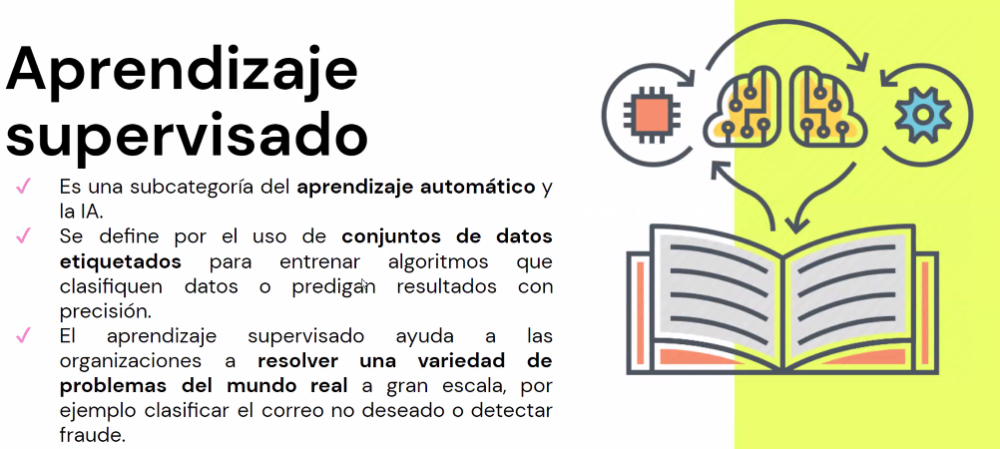 Aprendizaje
supervisado
Es una subcategoría del aprendizaje automático y
la IA.
Se define por el uso de conjuntos de datos
etiquetados para entrenar algoritmos que
clasifiquen datos o predigan resultados con
precisión.
El aprendizaje supervisado ayuda a las
organizaciones a resolver una variedad de
problemas del mundo real a gran escala, por
ejemplo clasificar el correo no deseado o detectar
fraude.